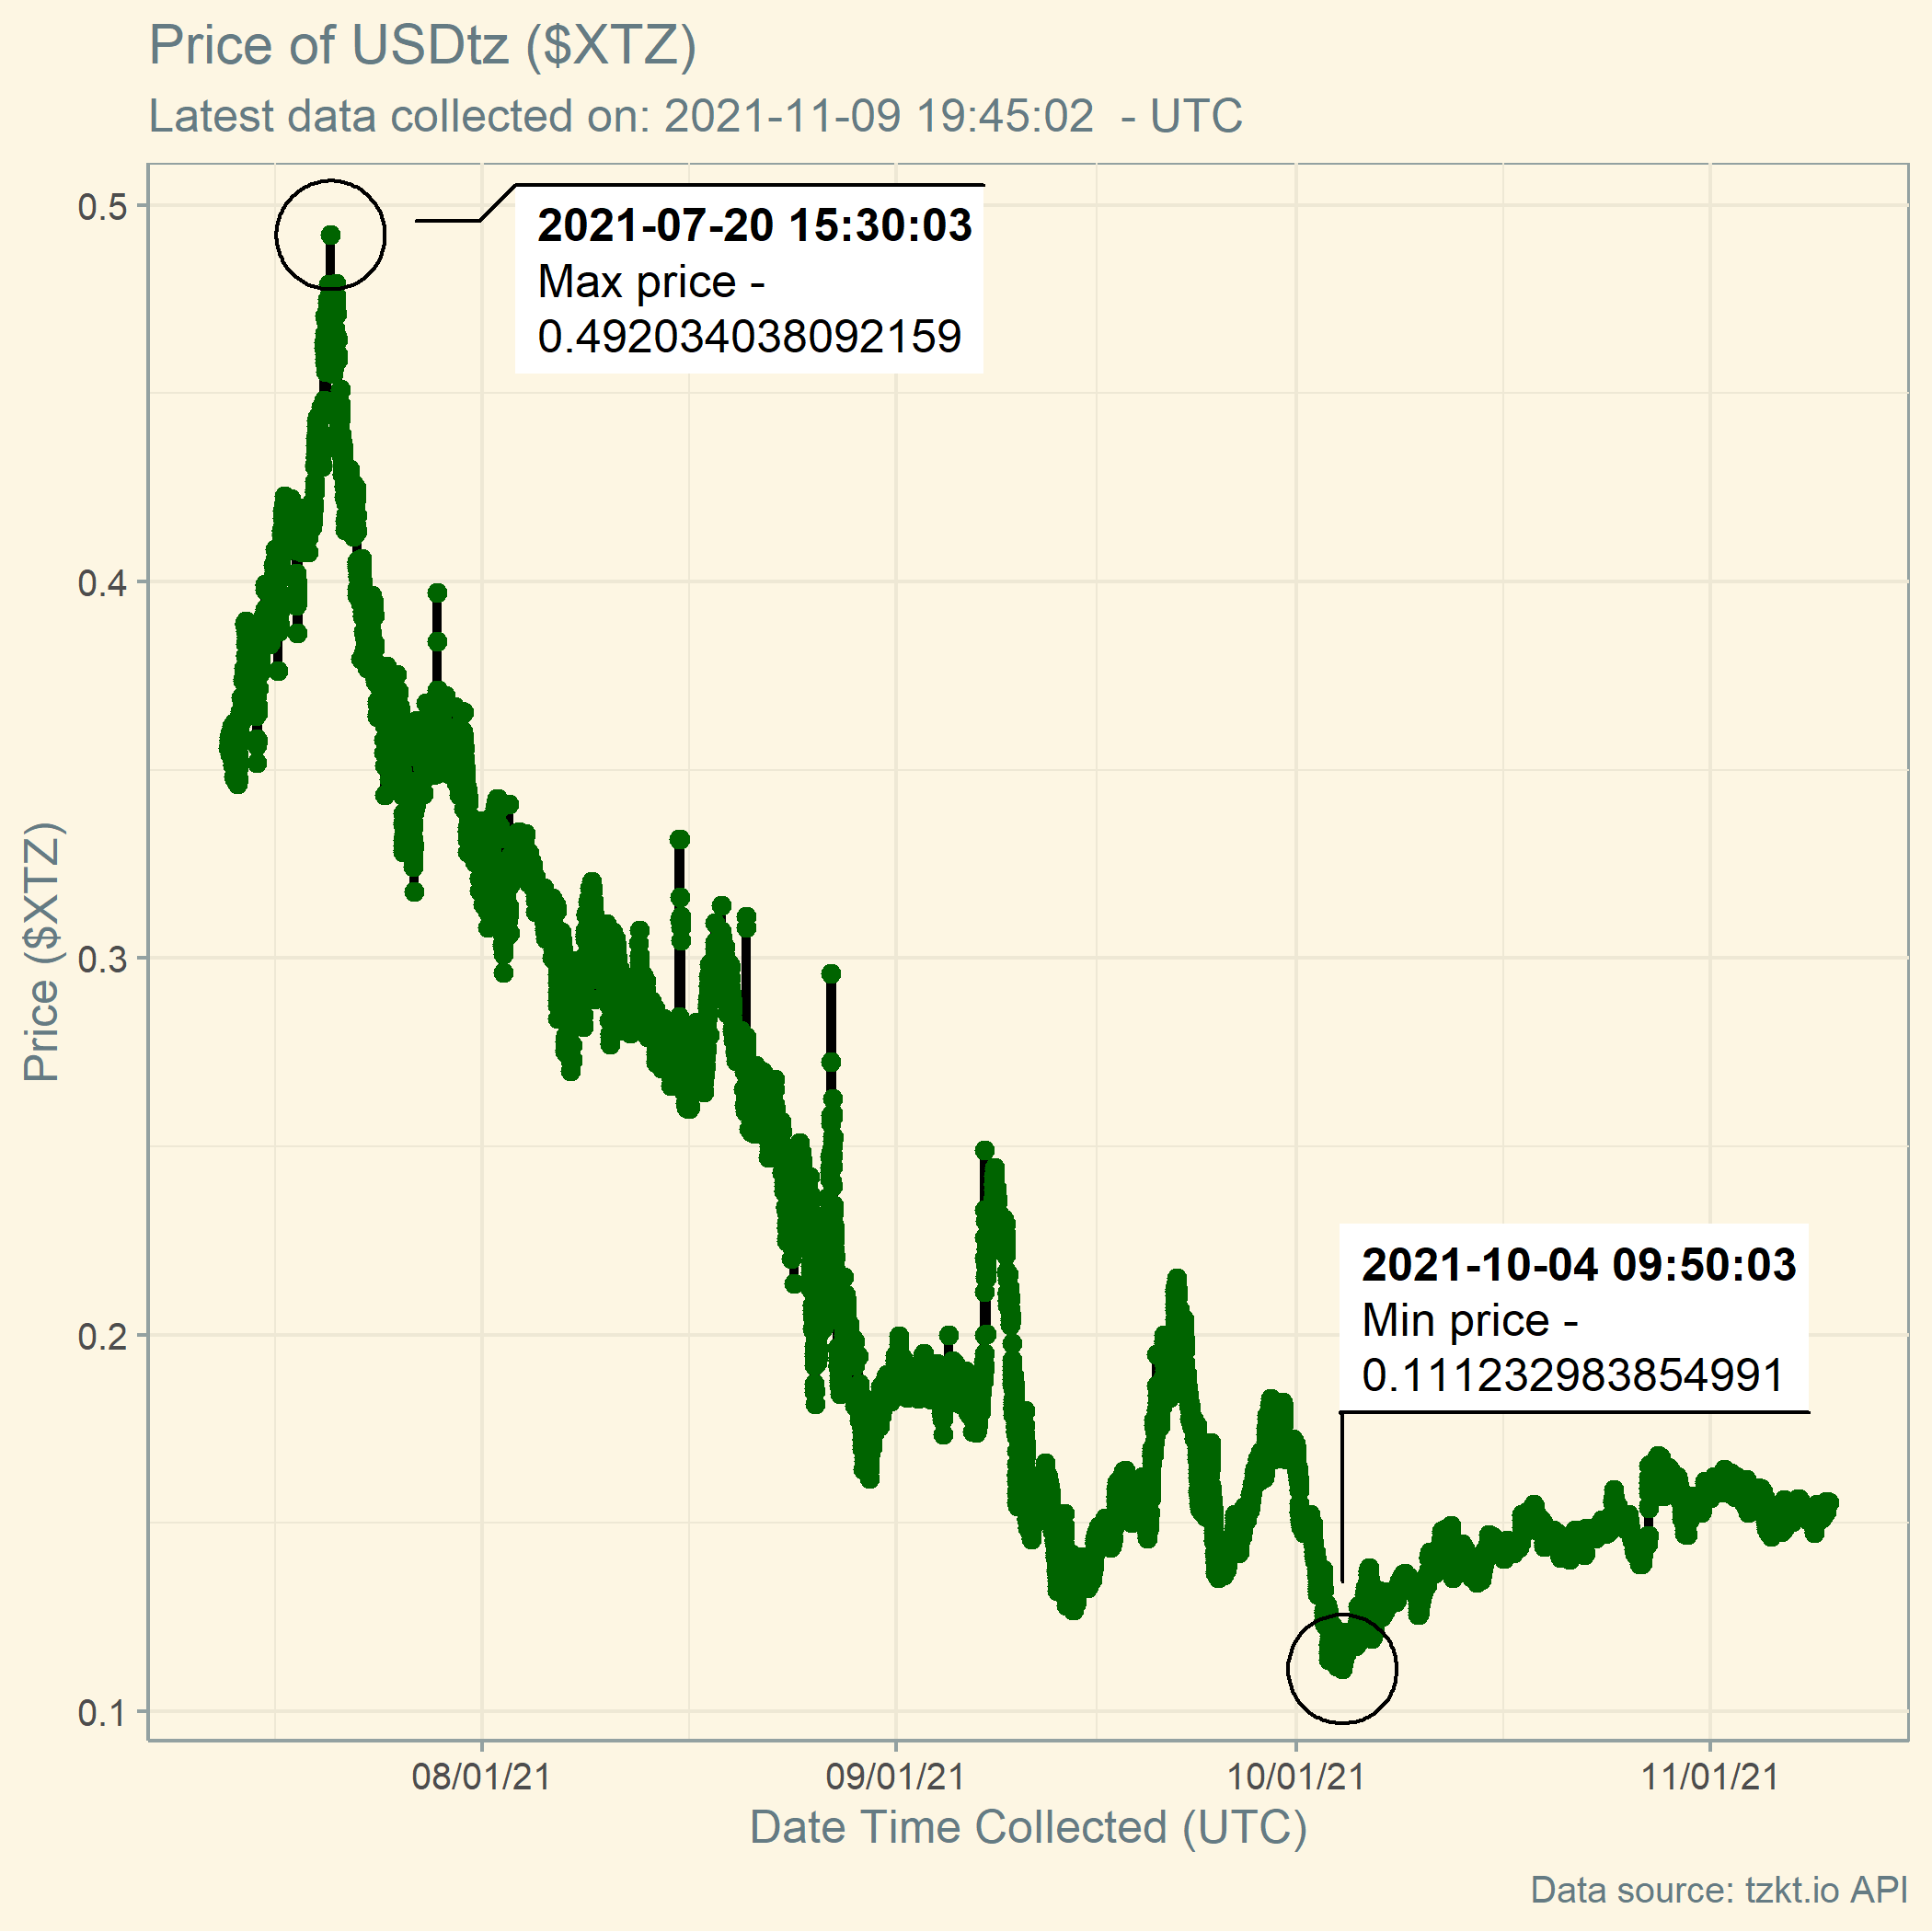 Price of USDtz ($XTZ)
Latest data collected on: 2021-11-09 19:45:02  - UTC
2021-07-20 15:30:03
Max price -
0.492034038092159
0.5
0.4
0.3
0.2
0.1
Price ($XTZ)
2021-10-04 09:50:03
Min price -
0.111232983854991
08/01/21
09/01/21
10/01/21
11/01/21
Date Time Collected (UTC)
Data source: tzkt.io API